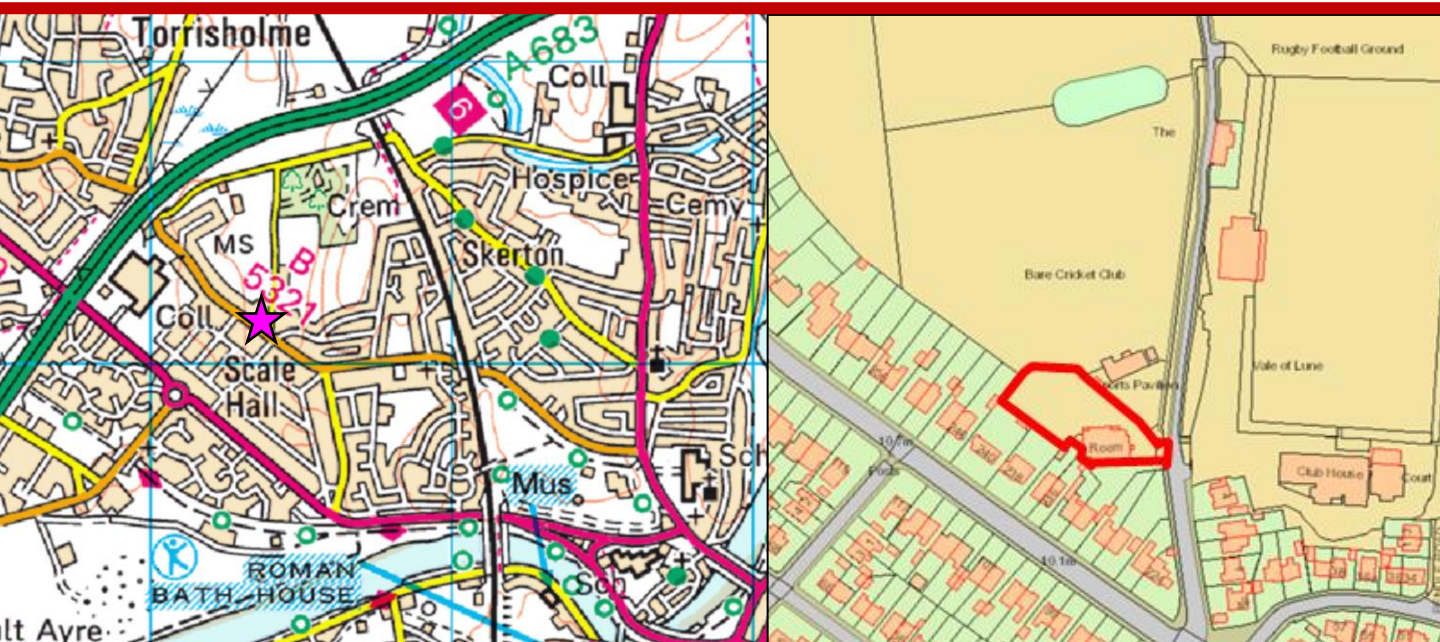 Torrisholme
A683
Coll
6
Hospice
Crem
Cemy
MS
Skerton
B
5321
Coll
Scale
Hall
Mus
Sch
ROMAN
BATH-HOUSE
Sch
alt Ayre
Rugby Football Ground
The
Bare Cricket Club
Sports Pavilion
Vale of Lune
10.7m
Posts
Room
240
Club House
Court
10.1m